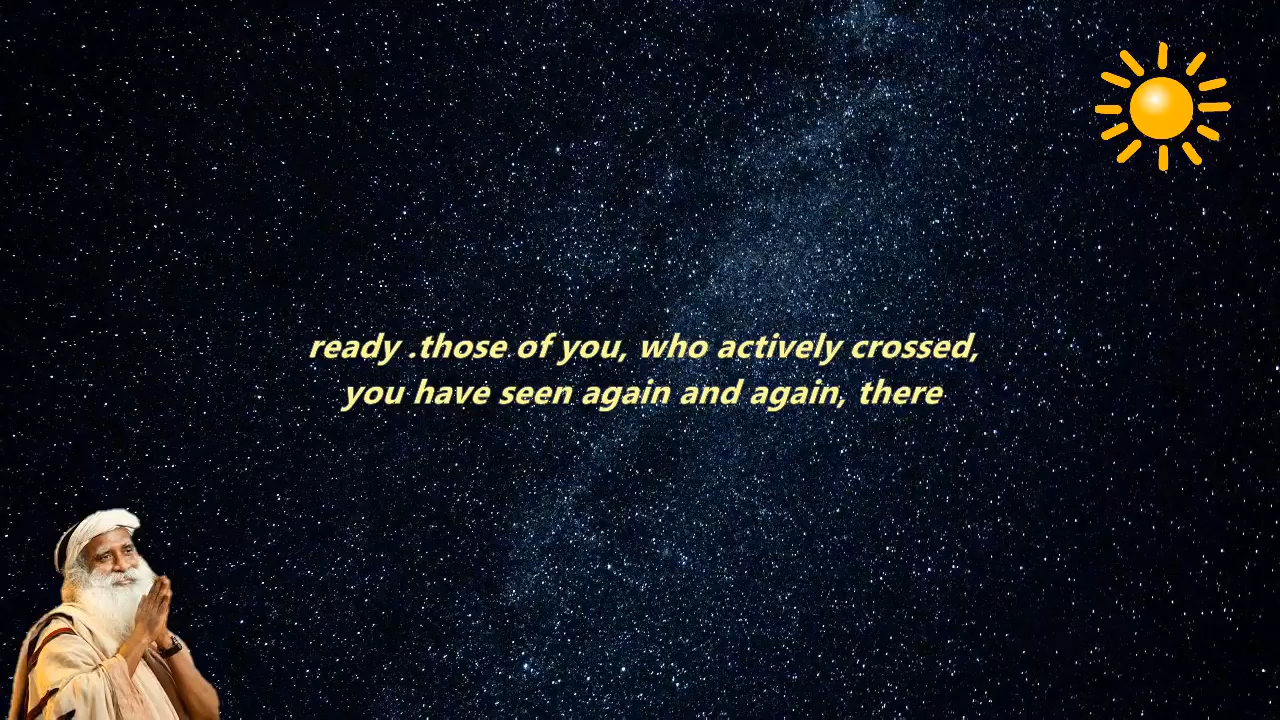 ready .those of you, who actively crossed,
you have seen again and again, there